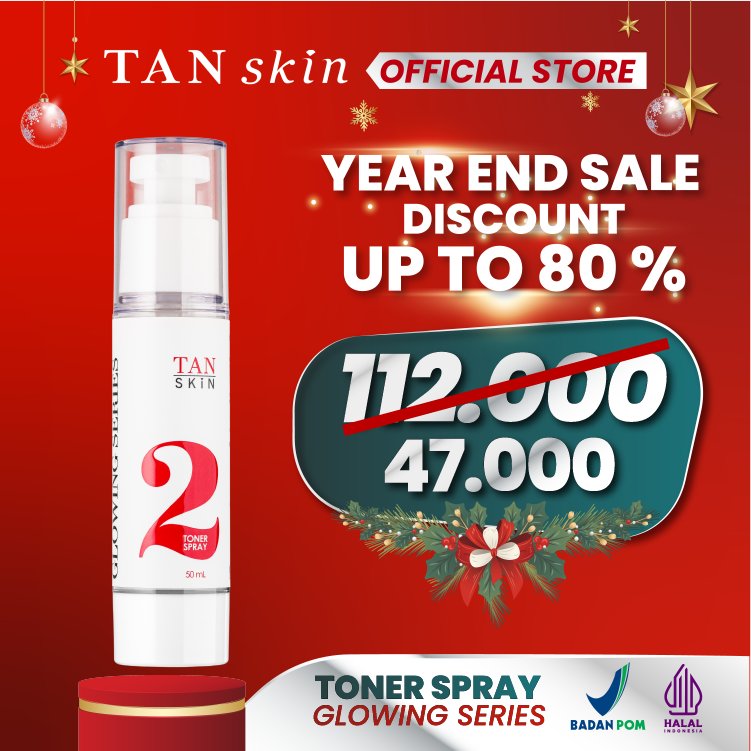 TAN skin OFFICIAL STORE
YEAR END SALE
DISCOUNT
UP TO 80 %
112.000
47.000
TAN
SKiN
GLOWING SERIES
2
TONER
SPRAY
50 mL
TONER SPRAY
GLOWING SERIES
BADAN POM
HALAL
INDONESIA